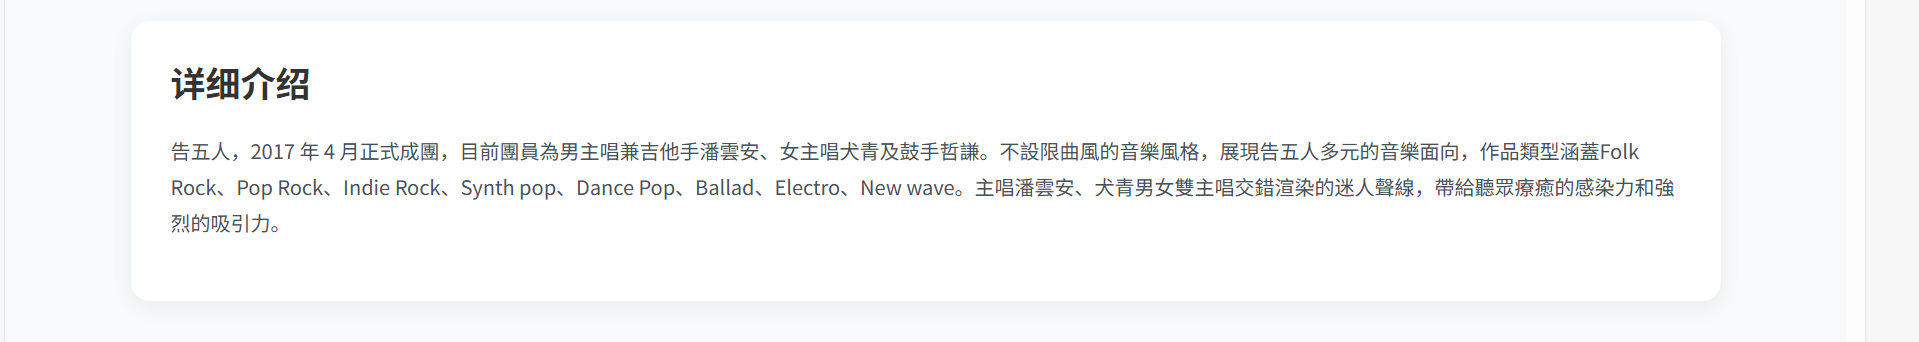 详细介绍
告五人，2017 年 4 月正式成團，目前團員為男主唱兼吉他手潘雲安、女主唱犬青及鼓手哲謙。不設限曲風的音樂風格，展現告五人多元的音樂面向，作品類型涵蓋Folk
Rock、Pop Rock、Indie Rock、Synth pop、Dance Pop、Ballad、Electro、New wave。主唱潘雲安、犬青男女雙主唱交錯渲染的迷人聲線，帶給聽眾療癒的感染力和強
烈的吸引力。